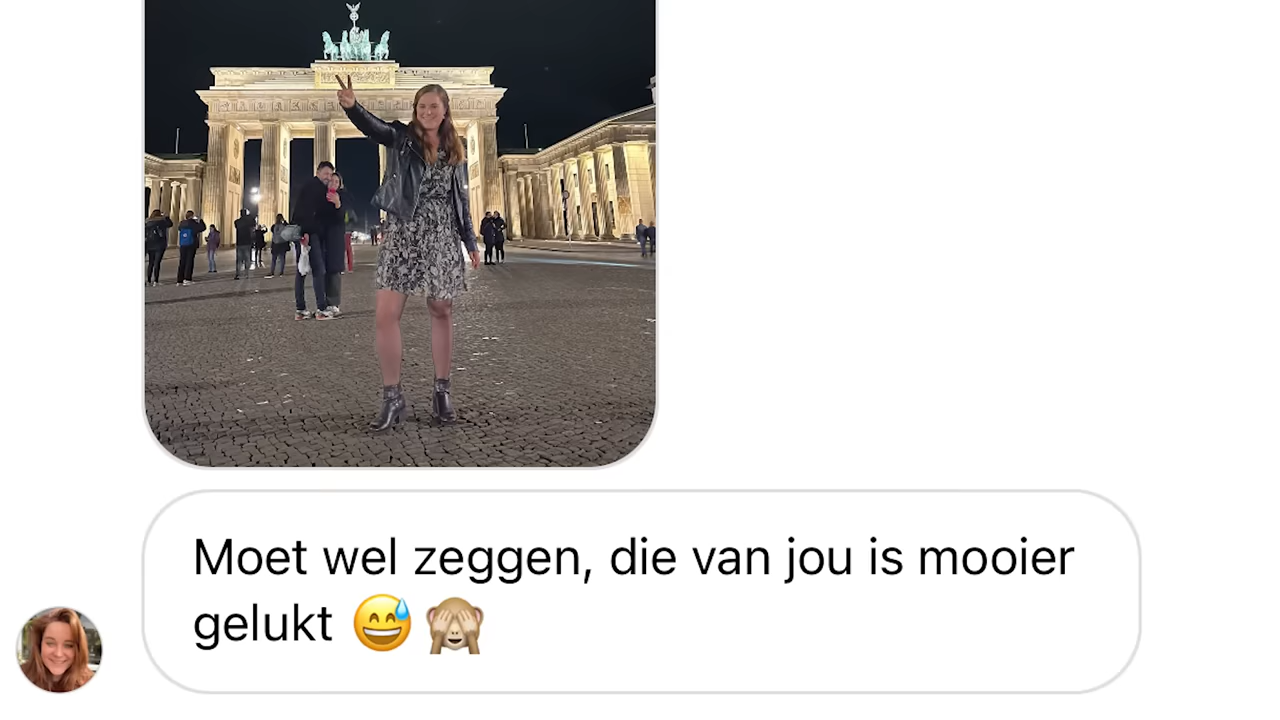 Moet wel zeggen, die van jou is mooier
gelukt 😅 🙈